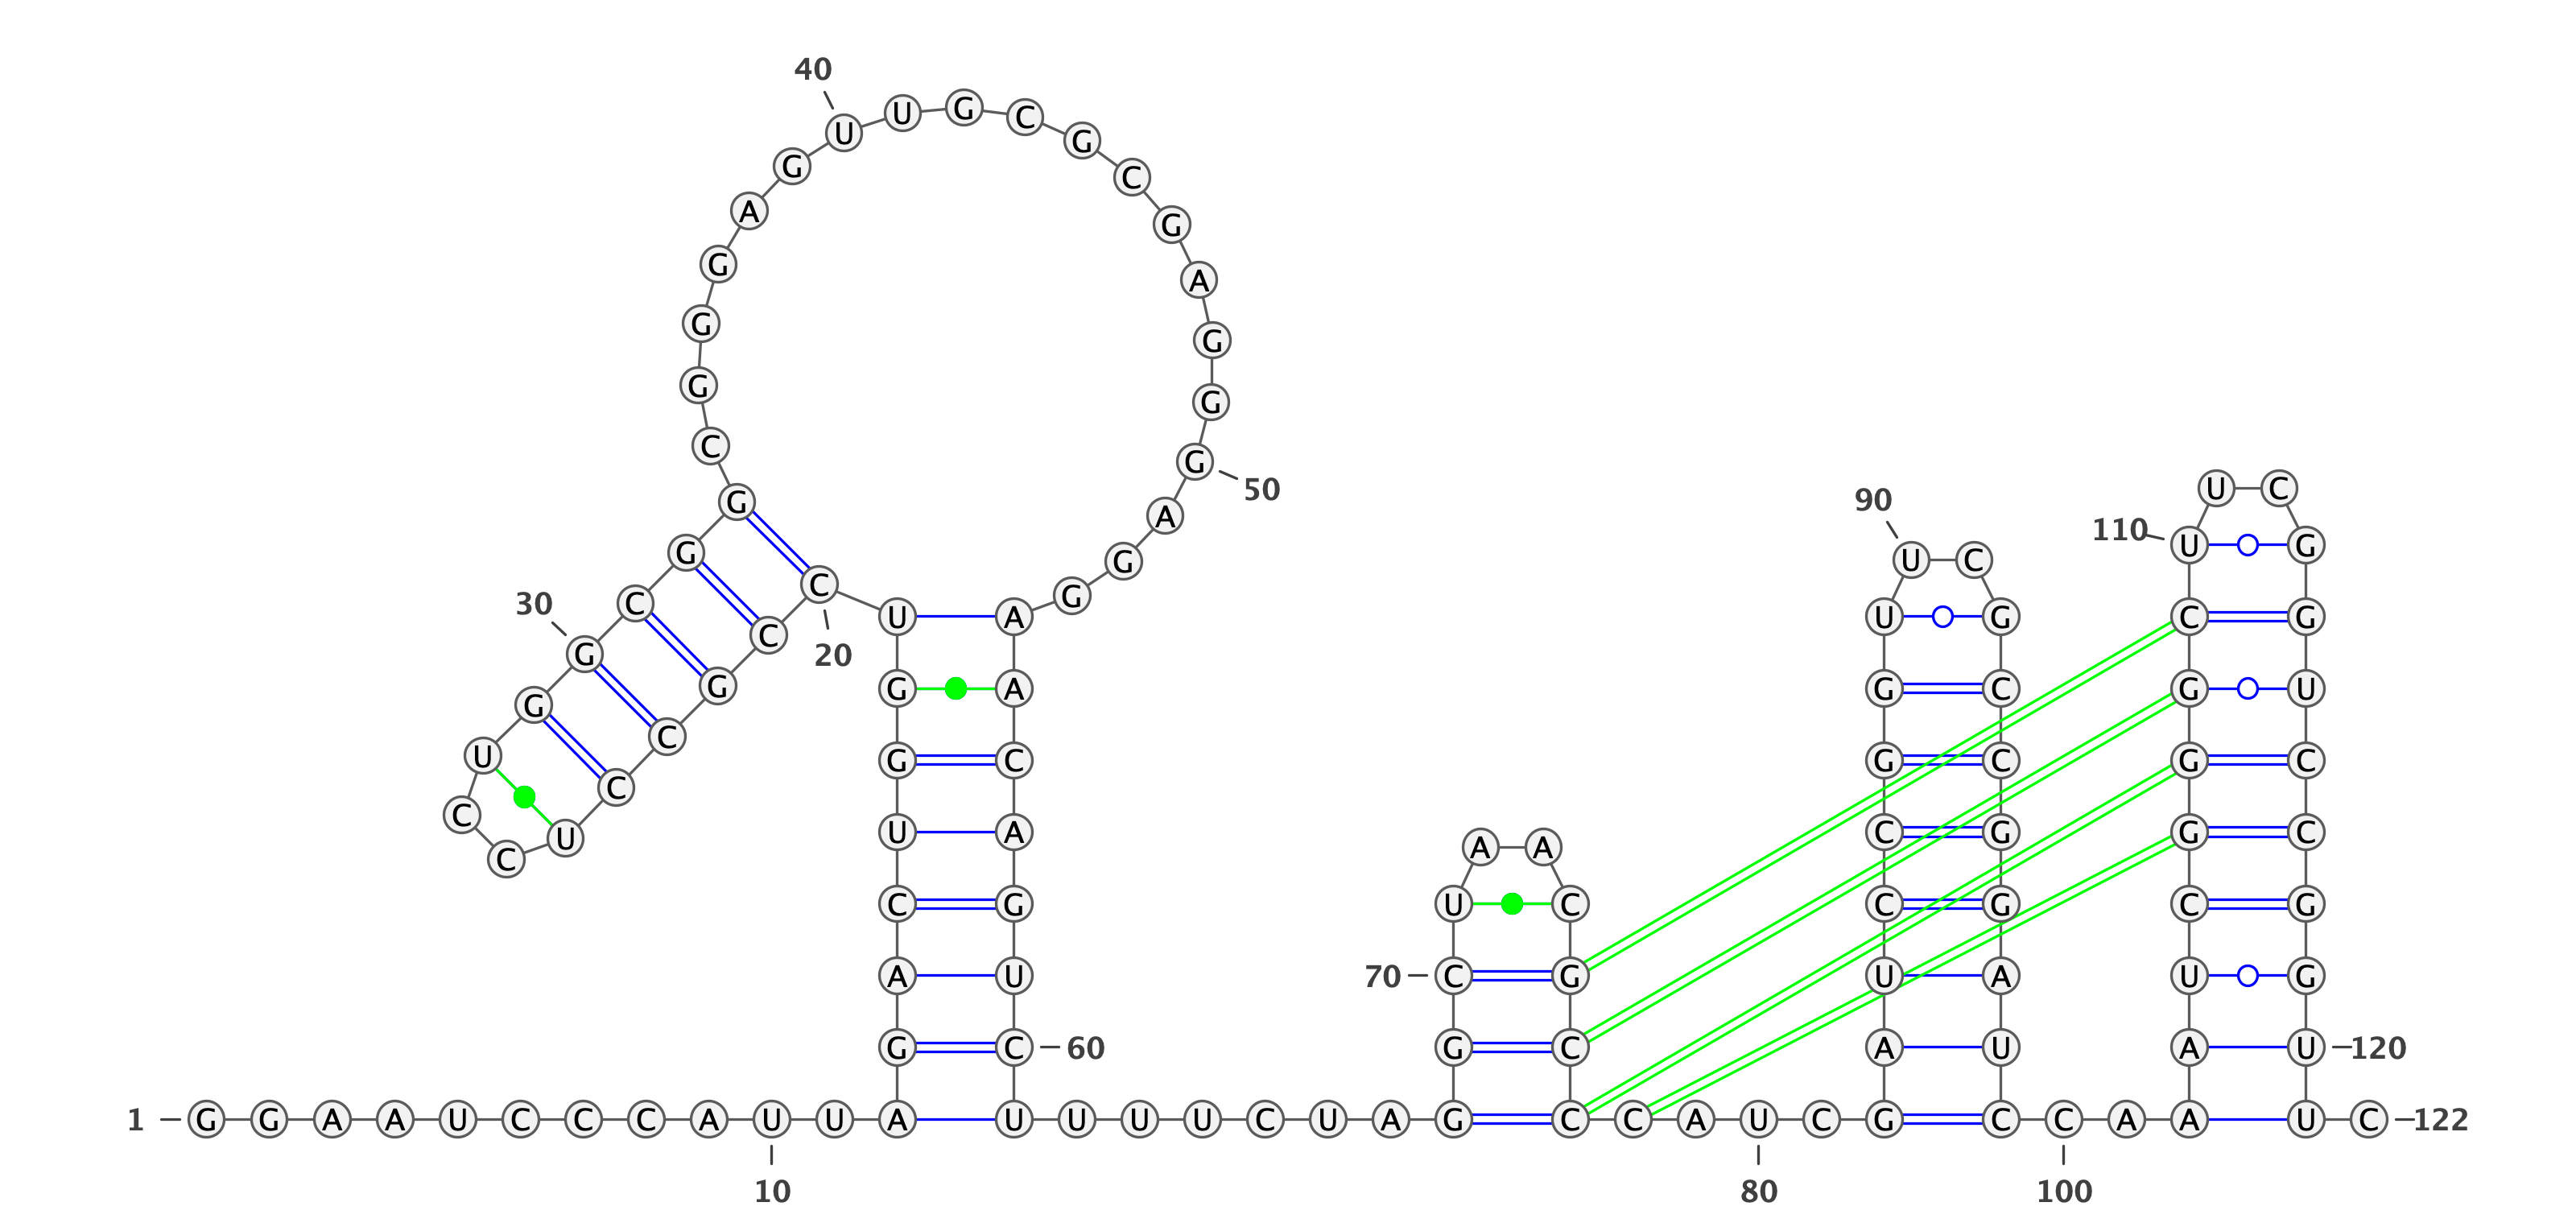 1
G G A A U C C C A U U A
10
G A C U G G U
C C G C C U
20
C C
U G G C G G
30
C G G G A G U U G C G C G A G G G A G G
40
50
A A C A G U C
60
U U U U C U A G
G C U
70
A A
C G C C
C A U C G
80
A U C C G G U
U C
90
G C C G G A U C
C A A
100
A U C G G G C U
110
U C
G G U C C G G U U C
120
122